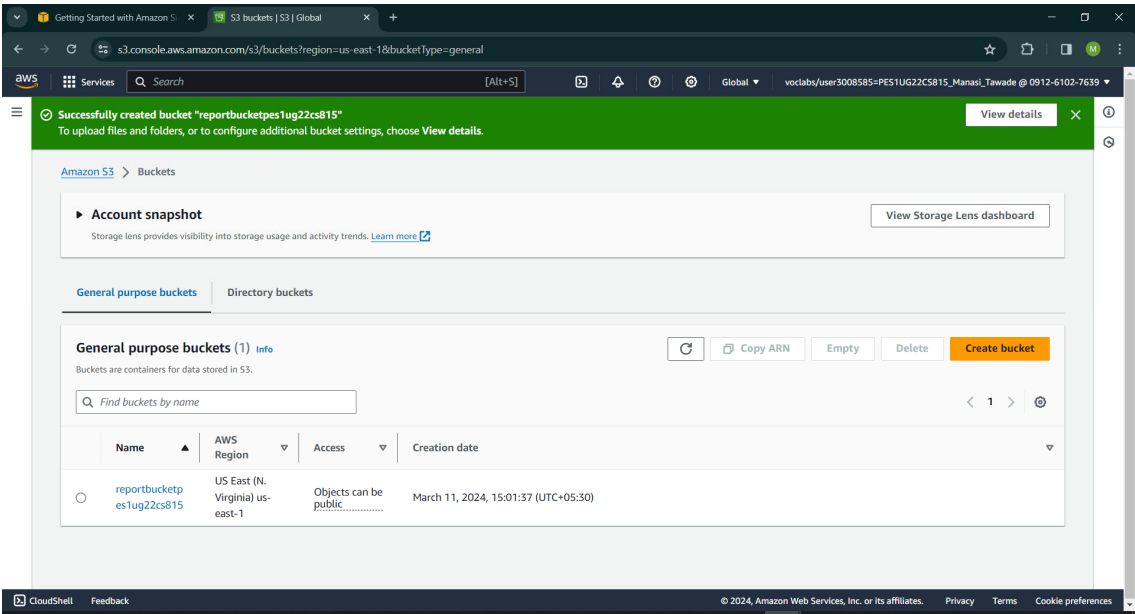 Getting Started with Amazon S
S3 buckets | S3 | Global
s3.console.aws.amazon.com/s3/buckets?region=us-east-1&bucketType=general
M
aws
Services
Search
[Alt+S]
Global
voclabs/user3008585=PES1UG22CS815_Manasi_Tawade @ 0912-6102-7639
Successfully created bucket "reportbucketpes1ug22cs815"
To upload files and folders, or to configure additional bucket settings, choose View details.
View details
Amazon S3 > Buckets
Account snapshot
Storage lens provides visibility into storage usage and activity trends. Learn more
View Storage Lens dashboard
General purpose buckets
Directory buckets
General purpose buckets (1) Info
Buckets are containers for data stored in S3.
Copy ARN
Empty
Delete
Create bucket
Find buckets by name
1
Name
AWS
Region
Access
Creation date
reportbucketp
es1ug22cs815
US East (N.
Virginia) us-
east-1
Objects can be
public
March 11, 2024, 15:01:37 (UTC+05:30)
CloudShell
Feedback
© 2024, Amazon Web Services, Inc. or its affiliates.
Privacy
Terms
Cookie preferences